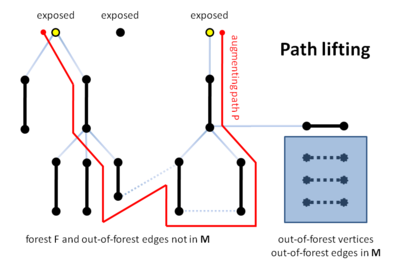 exposed
exposed
exposed
Path lifting
augmenting path P
forest F and out-of-forest edges not in M
out-of-forest vertices
out-of-forest edges in M